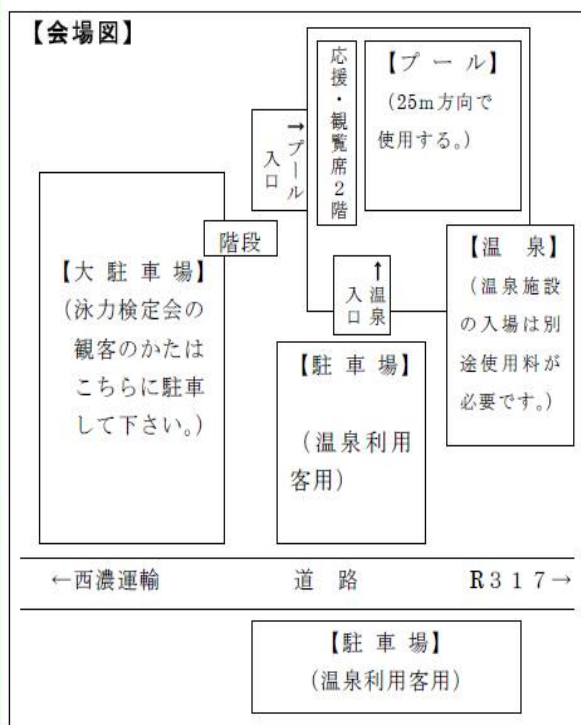 【会場図】
応援・観覧席2階
【プール】
(25m方向で
使用する。)
→プール
入口
階段
【大駐車場】
(泳力検定会の
観客のかたは
こちらに駐車
して下さい。)
↑温泉
入口
【温 泉】
(温泉施設
の入場は別
途使用料が
必要です。)
【駐車場】
(温泉利用
客用)
←西濃運輸
道 路
R317→
【駐車場】
(温泉利用客用)